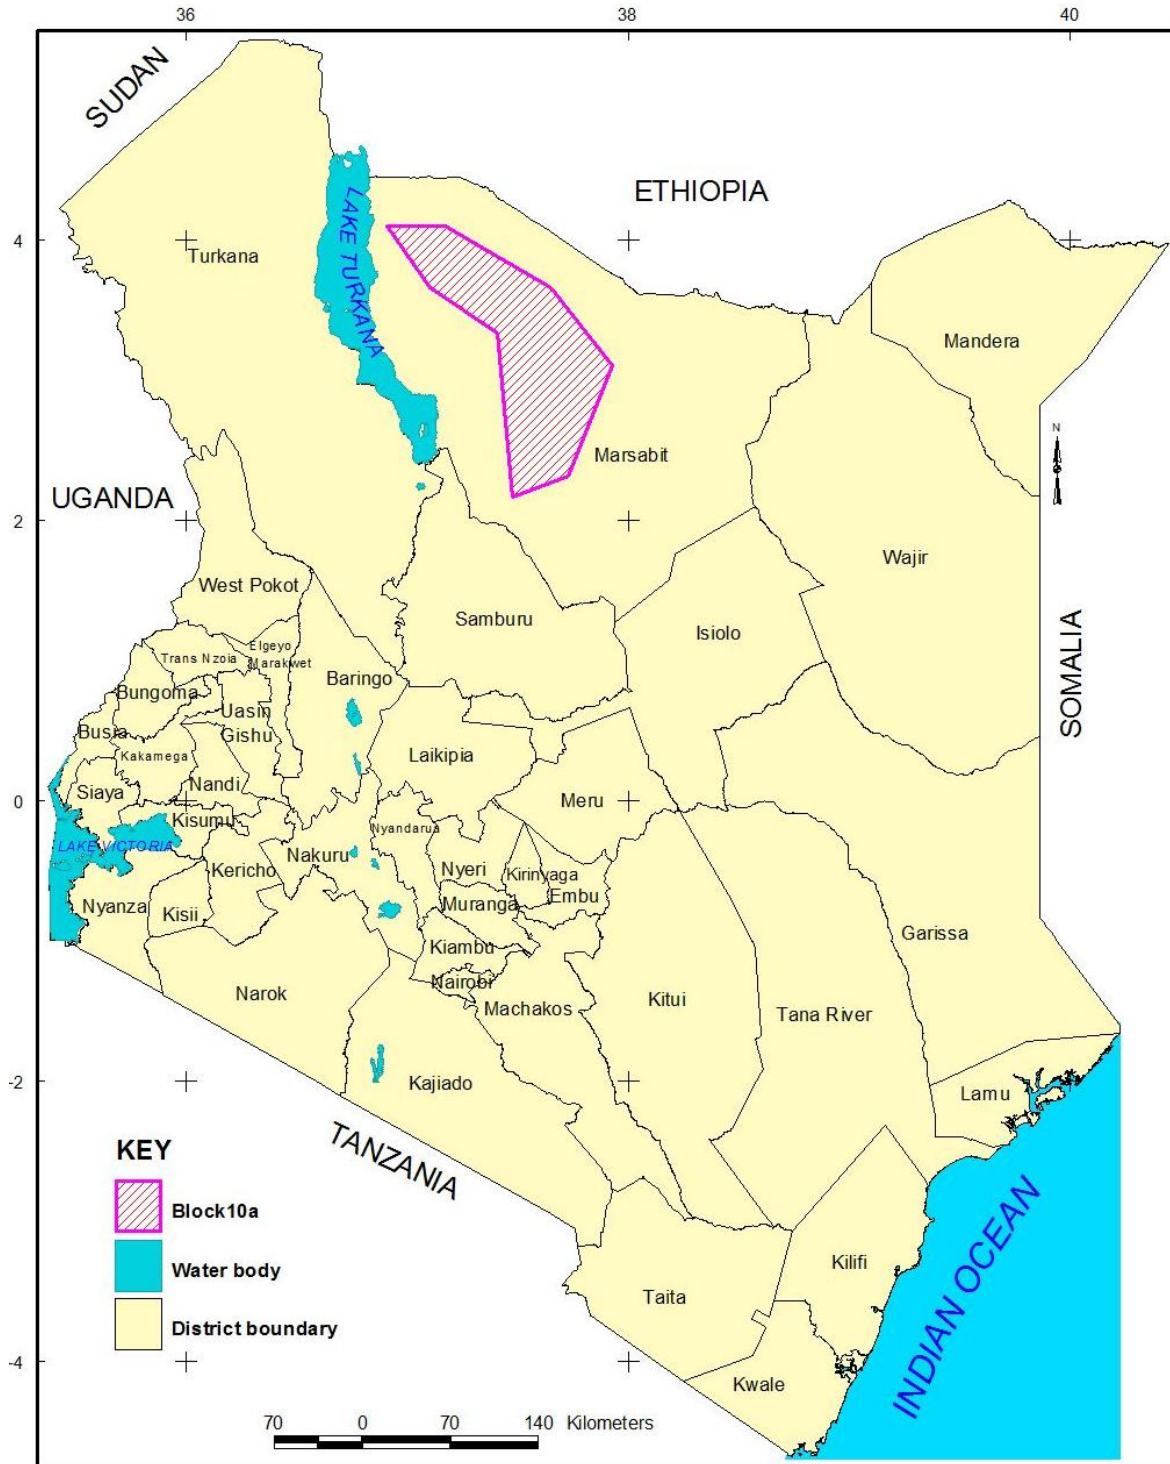 36
38
40
SUDAN
ETHIOPIA
LAKE TURKANA
4
Turkana
Mandera
Marsabit
N
UGANDA
2
Wajir
West Pokot
Samburu
Isiolo
SOMALIA
Trans Nzoia
Elgeyo
Marakwet
Baringo
Bungoma
Uasin
Gishu
Busia
Kakamega
Laikipia
Nandi
Siaya
0
Meru
Kisumu
Nyandarua
LAKE VICTORIA
Nakuru
Kericho
Nyeri
Kirinyaga
Embu
Nyanza
Kisii
Muranga
Garissa
Kiambu
Nairobi
Narok
Machakos
Kitui
Tana River
-2
Kajiado
Lamu
TANZANIA
KEY
Block10a
Water body
District boundary
INDIAN OCEAN
Kilifi
Taita
-4
Kwale
70 0 70 140 Kilometers